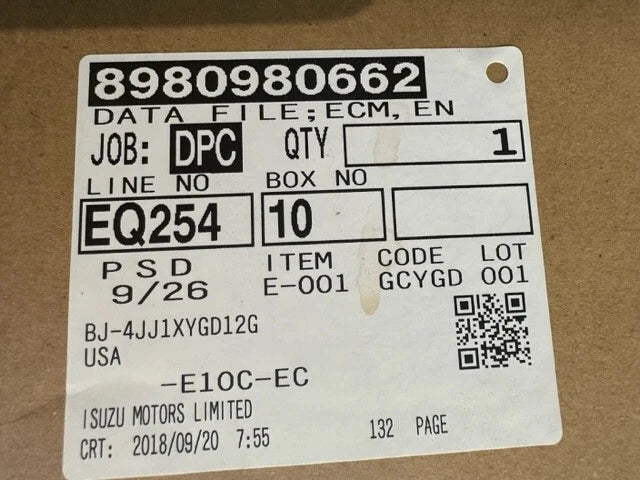 8980980662
DATA FILE;ECM, EN
JOB: DPC QTY 1
LINE NO BOX NO
EQ254 10
PSD ITEM CODE LOT
9/26 E-001 GCYGD 001
BJ-4JJ1XYGD12G
USA
-E10C-EC
ISUZU MOTORS LIMITED
CRT: 2018/09/20 7:55 132 PAGE